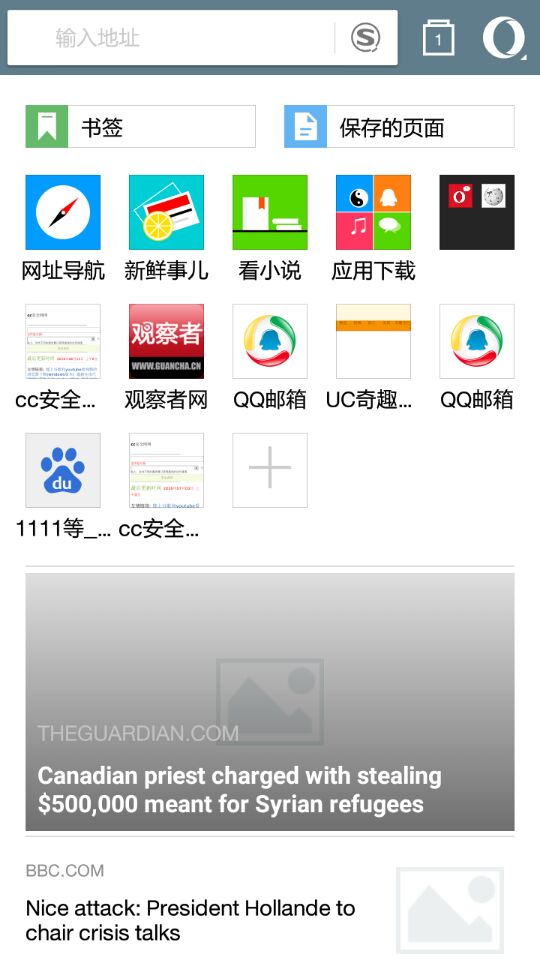 输入地址
1
书签
保存的页面
网址导航
新鲜事儿
看小说
应用下载
cc安全...
观察者
WWW.GUANCHA.CN
观察者网
QQ邮箱
UC奇趣...
QQ邮箱
du
1111等_...
cc安全...
THEGUARDIAN.COM
Canadian priest charged with stealing
$500,000 meant for Syrian refugees
BBC.COM
Nice attack: President Hollande to
chair crisis talks